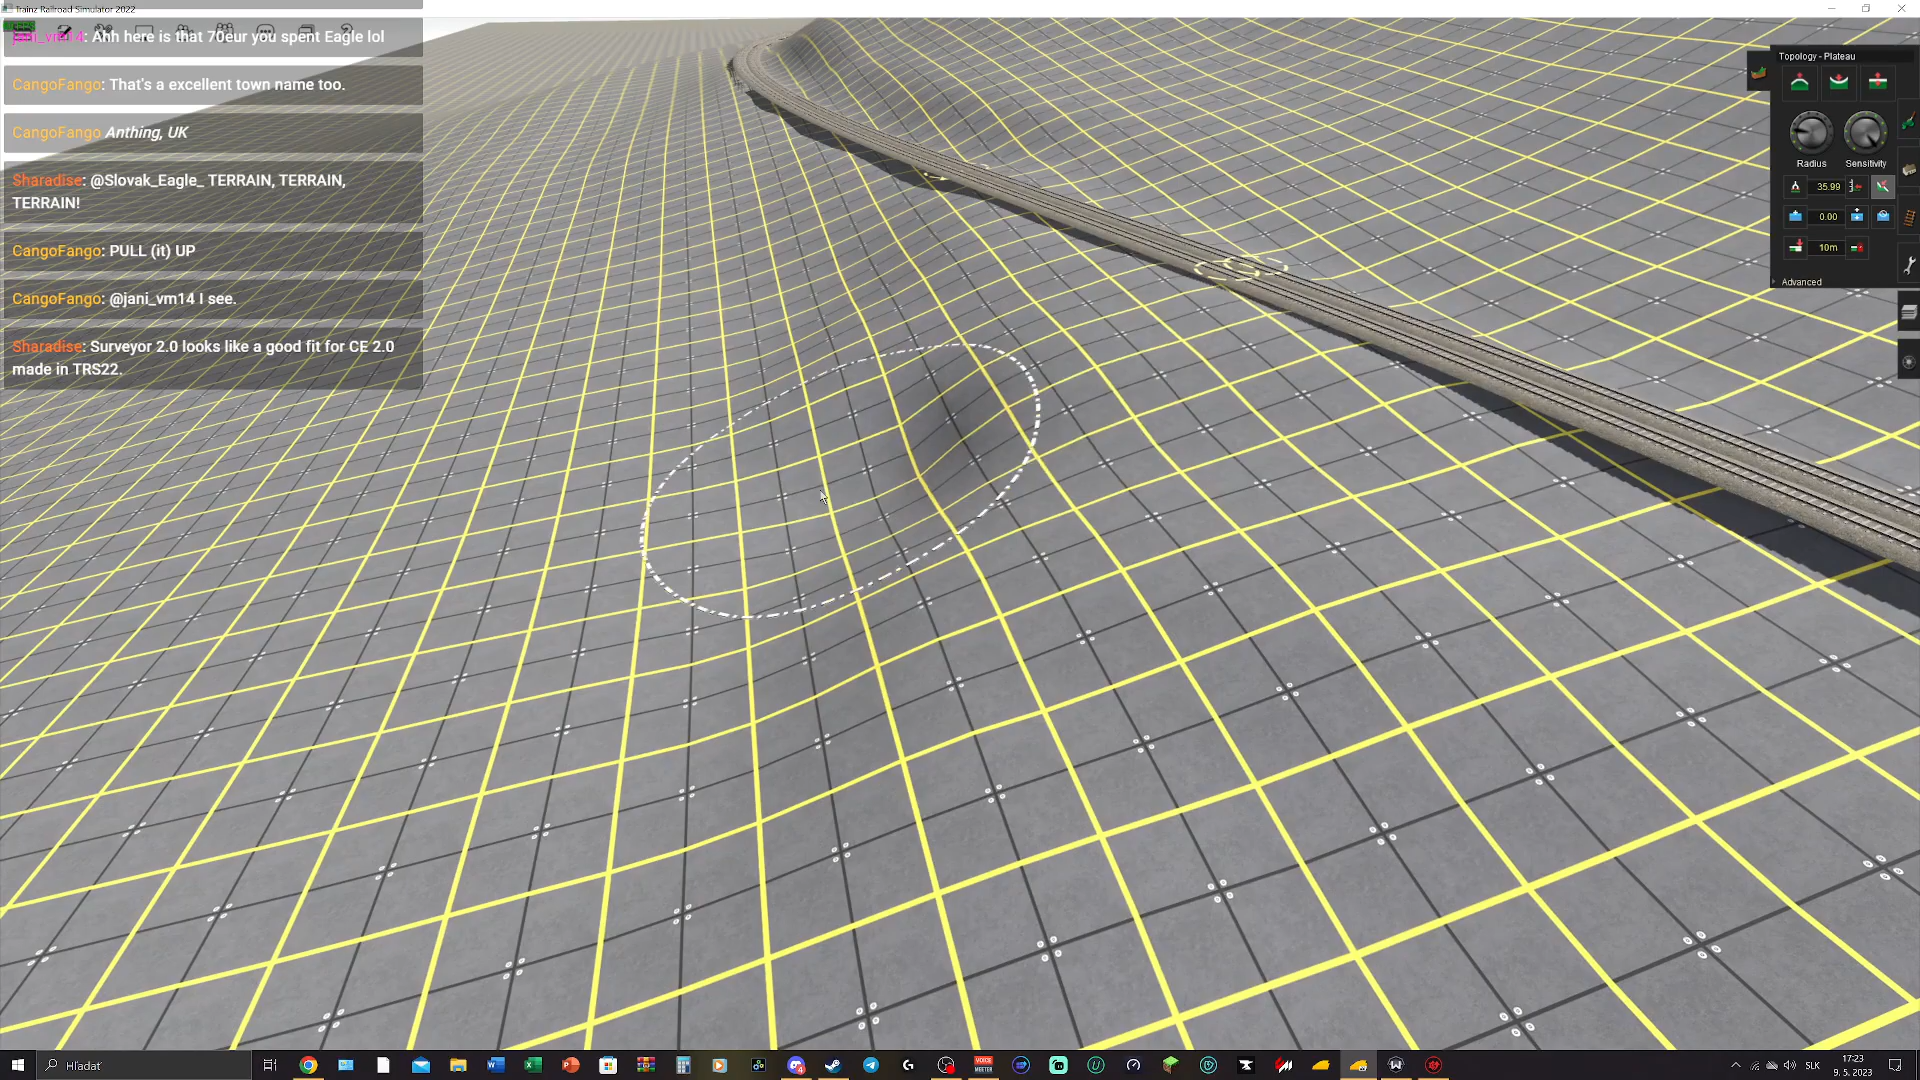 Trainz Railroad Simulator 2022
jani_vm14: Ahh here is that 70eur you spent Eagle lol
CangoFango: That's a excellent town name too.
CangoFango Anthing, UK
Sharadise: @Slovak_Eagle_ TERRAIN, TERRAIN,
TERRAIN!
CangoFango: PULL (it) UP
CangoFango: @jani_vm14 I see.
Sharadise: Surveyor 2.0 looks like a good fit for CE 2.0
made in TRS22.
Topology - Plateau
Radius Sensitivity
35.99
0.00
10m
Advanced
Hľadať
VOICE
MEETER
SLK
17:23
9. 5. 2023